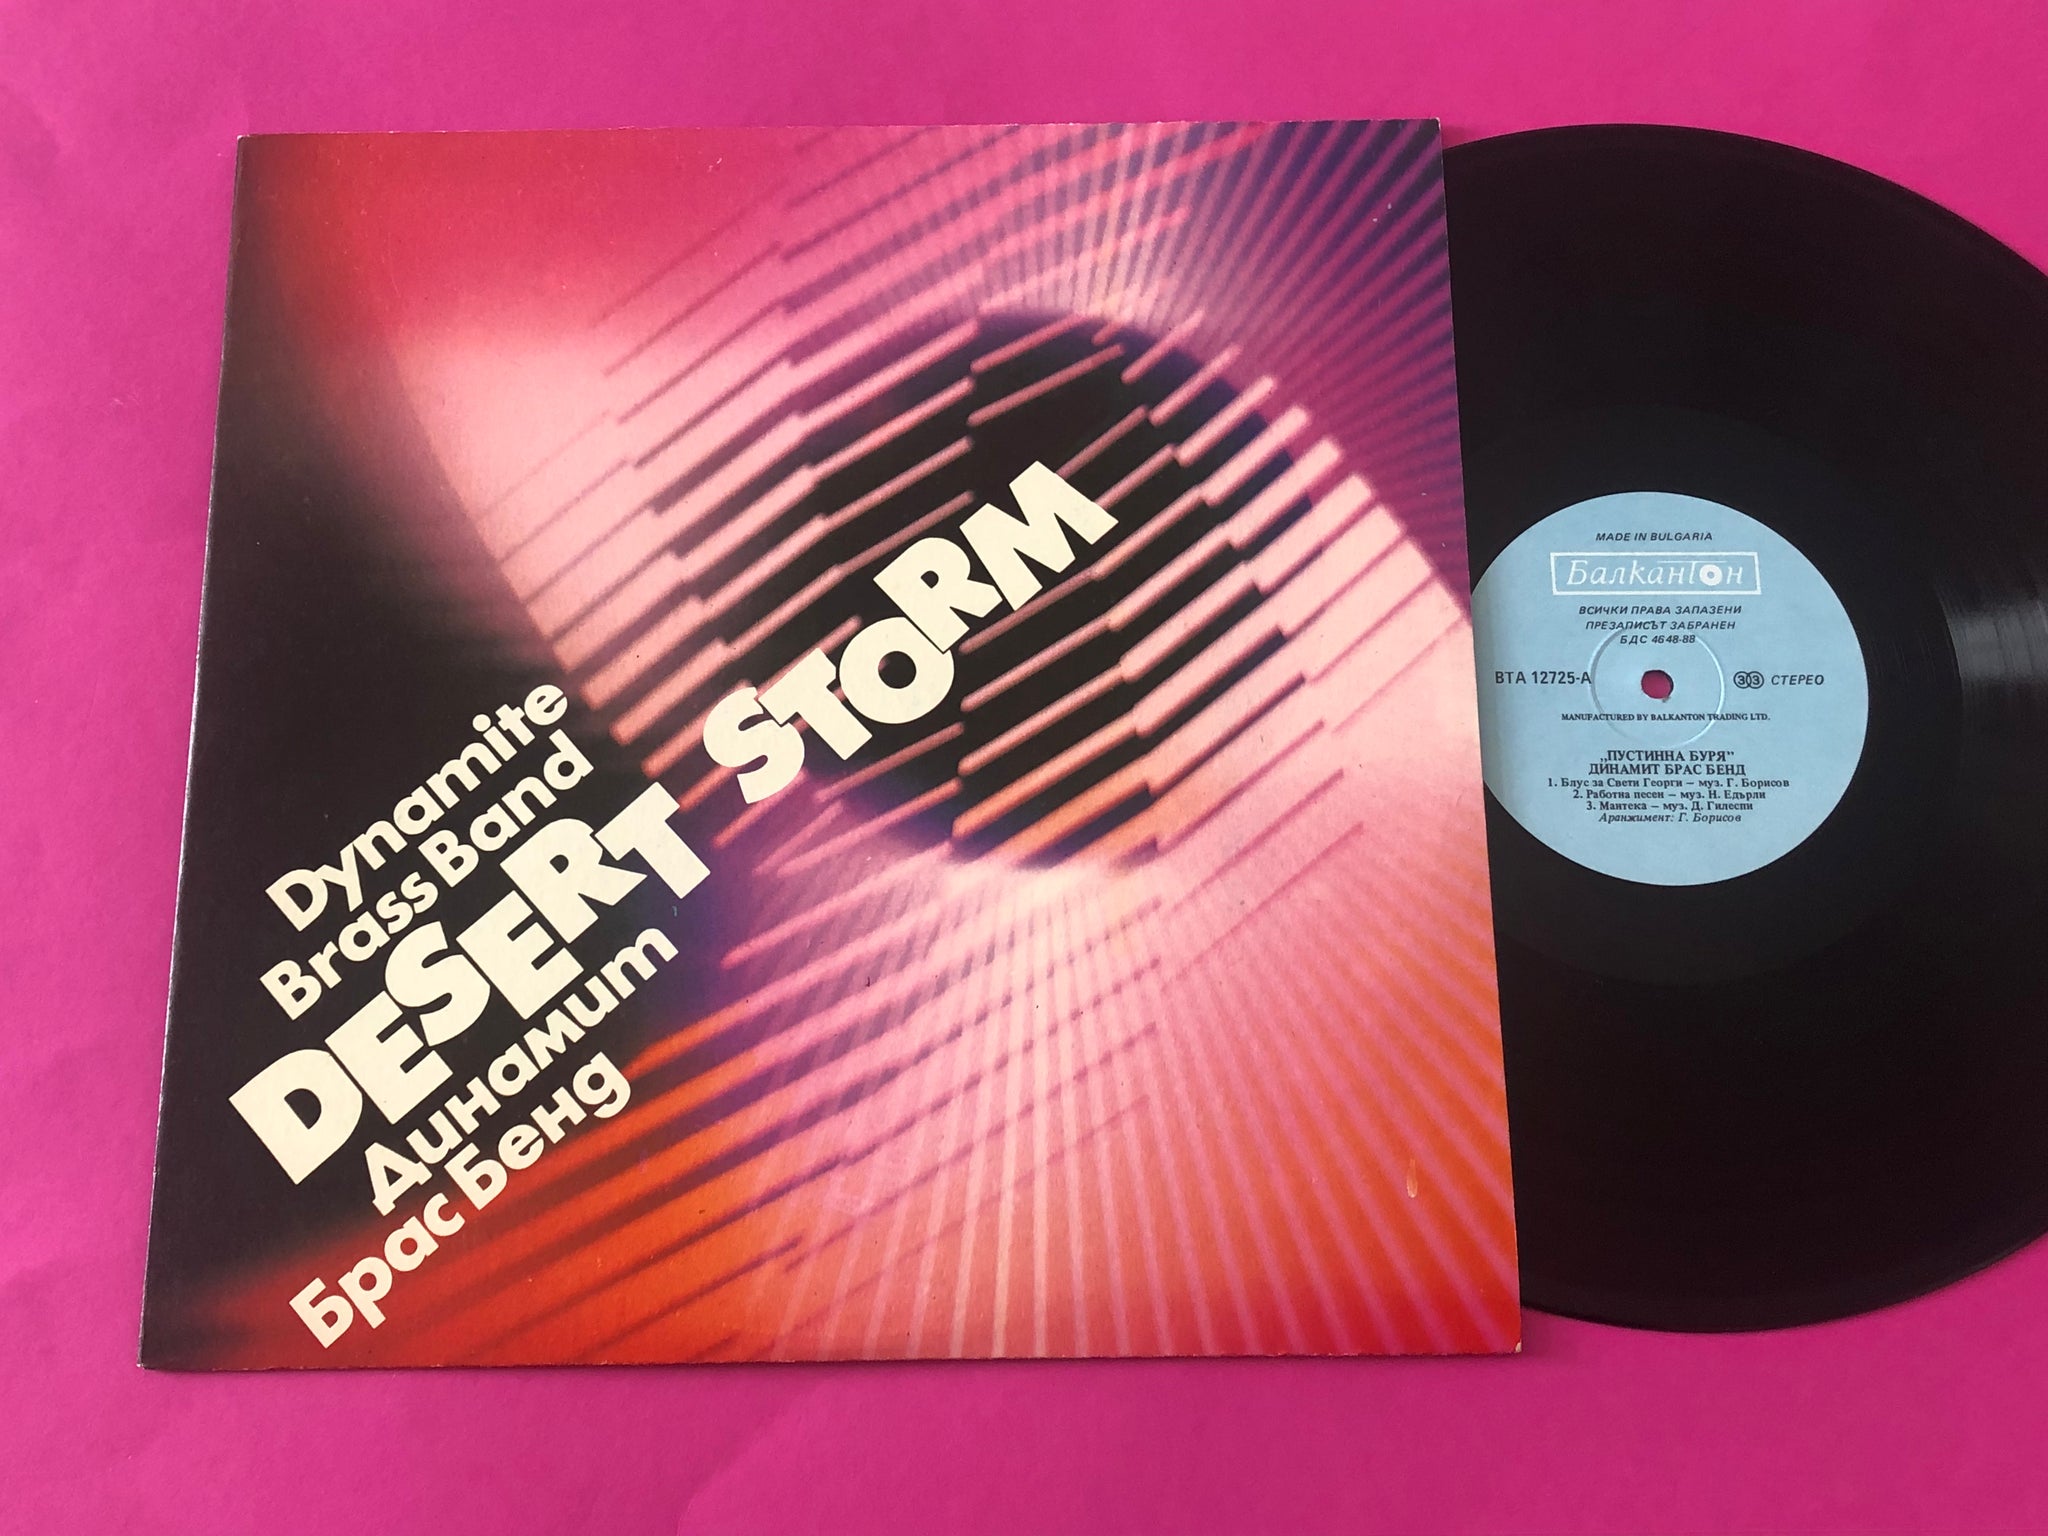 Dynamite
Brass Band
DESERT STORM
Динамит
Брас Бенд
MADE IN BULGARIA
Балкантон
ВСИЧКИ ПРАВА ЗАПАЗЕНИ
ПРЕЗАПИСЪТ ЗАБРАНЕН
БДС 4648-88
ВТА 12725-А
33 СТЕРЕО
MANUFACTURED BY BALKANTON TRADING LTD.
„ПУСТИННА БУРЯ”
ДИНАМИТ БРАС БЕНД
1. Блус за Свети Георги – муз. Г. Борисов
2. Работна песен – муз. Н. Едърли
3. Мантека – муз. Д. Гилеспи
Аранжимент: Г. Борисов